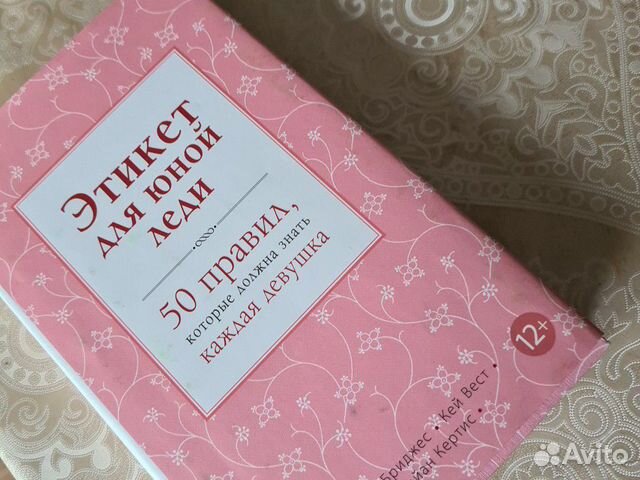 Этикет
для юной
леди
50 правил,
которые должна знать
каждая девушка
12+
Бриджес • Кей Вест •
Кертис •
Avito